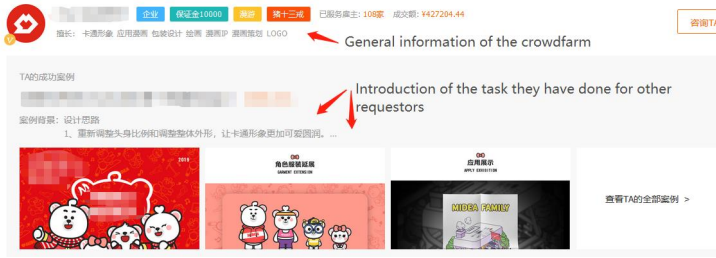 企业 保证金10000 潮进 猪十三戒 已服务雇主：108家 成交额：¥427204.44 咨询TA
擅长： 卡通形象 应用漫画 包装设计 绘画 漫画IP 漫画策划 LOGO
General information of the crowdfarm
TA的成功案例
Introduction of the task they have done for other
requestors
案例背景：设计思路
1、重新调整头身比例和调整整体外形，让卡通形象更加可爱圆润。...
2019
角色服装延展
GARMENT EXTENSION
应用展示
APPLY EXHIBITION
MIDEA FAMILY
查看TA的全部案例 >